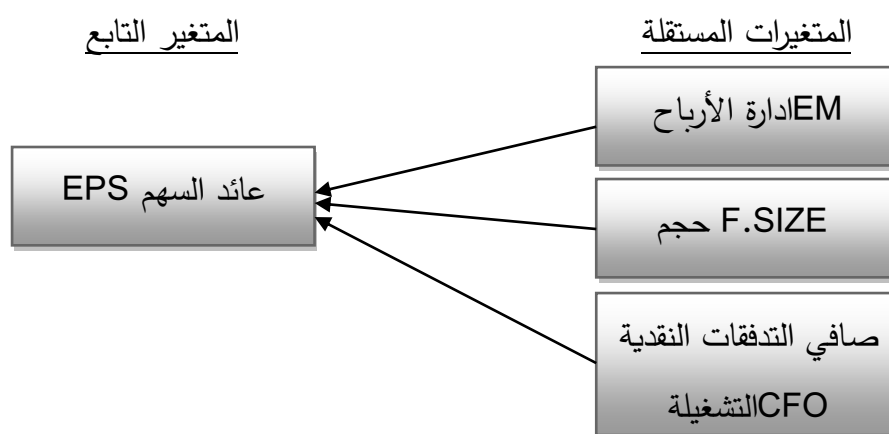 المتغيرات المستقلة
المتغير التابع
EMادارة الأرباح
عائد السهم EPS
F.SIZE حجم
صافي التدفقات النقدية
CFOالتشغيلة